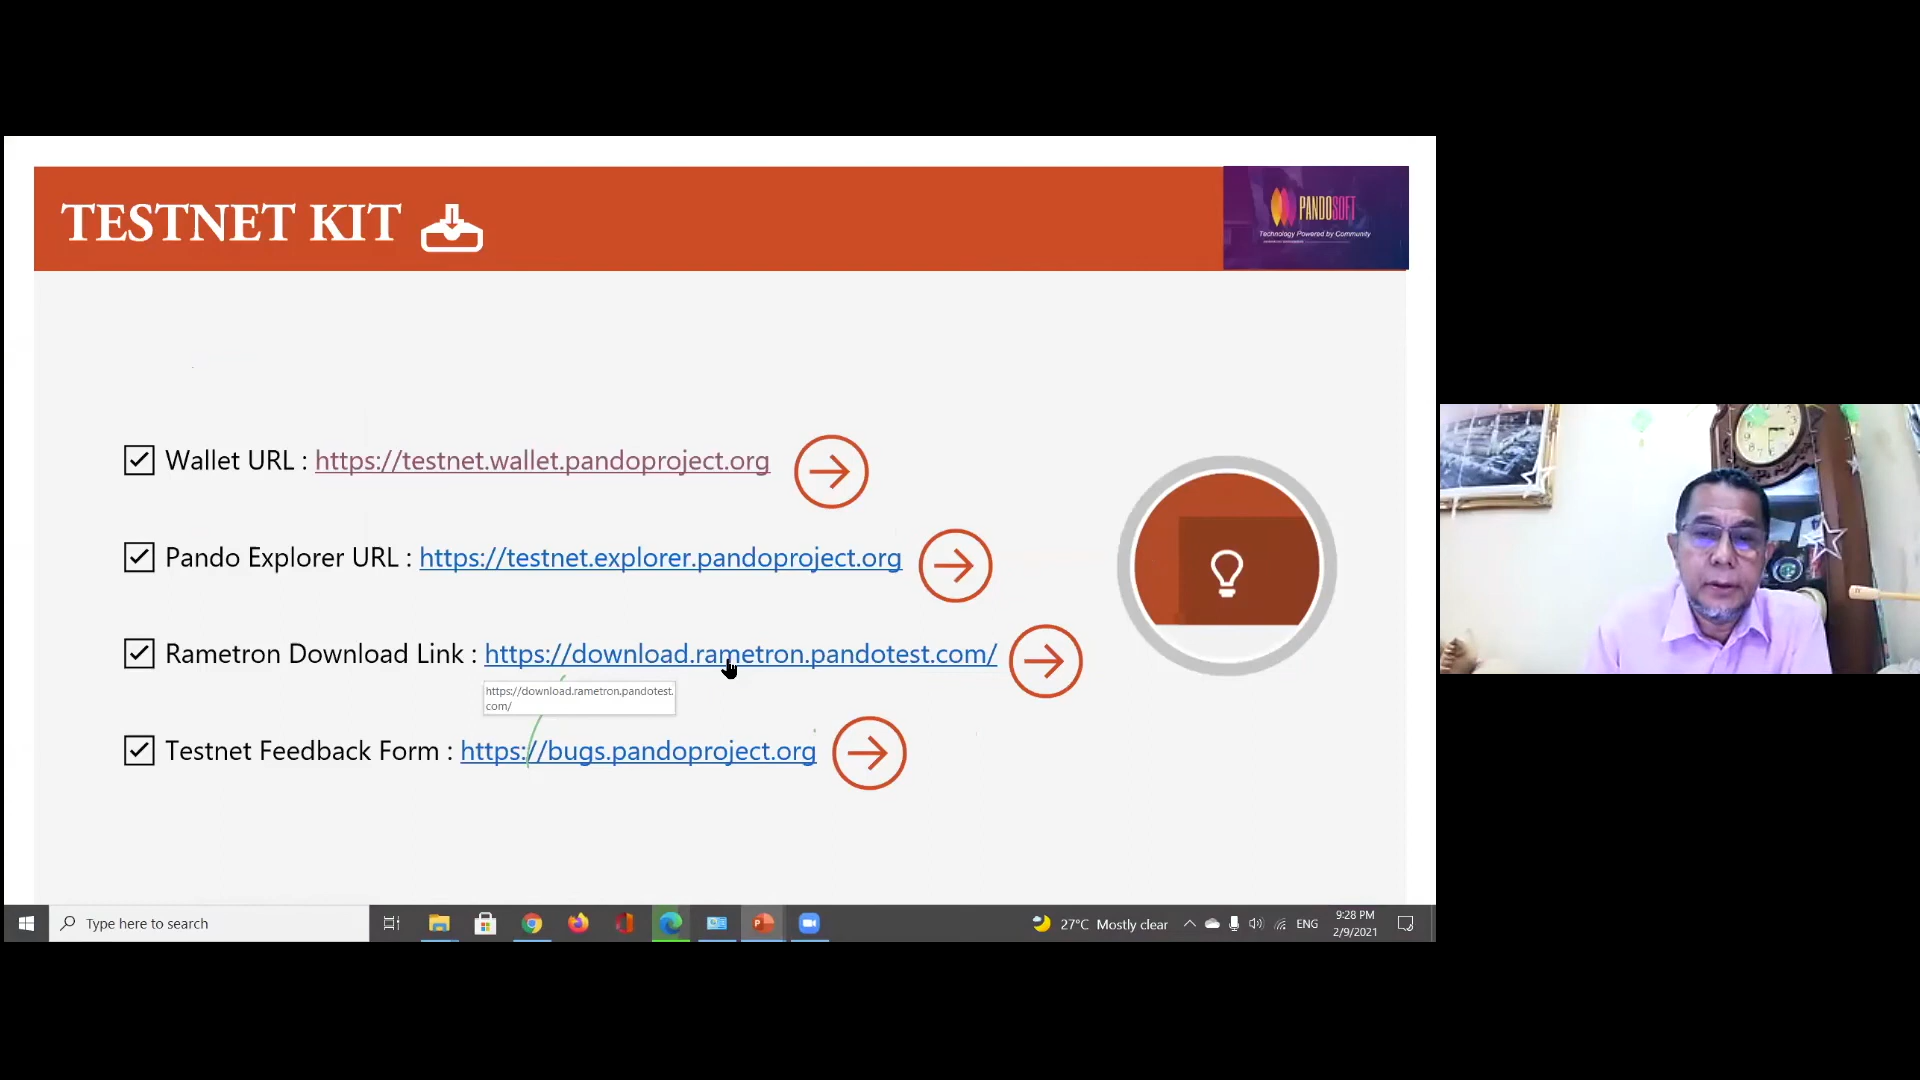 TESTNET KIT
PANDOSOFT
Technology Powered by Community
Wallet URL : https://testnet.wallet.pandoproject.org
Pando Explorer URL : https://testnet.explorer.pandoproject.org
Rametron Download Link : https://download.rametron.pandotest.com/
https://download.rametron.pandotest.
com/
Testnet Feedback Form : https://bugs.pandoproject.org
Type here to search
27°C Mostly clear
ENG
9:28 PM
2/9/2021